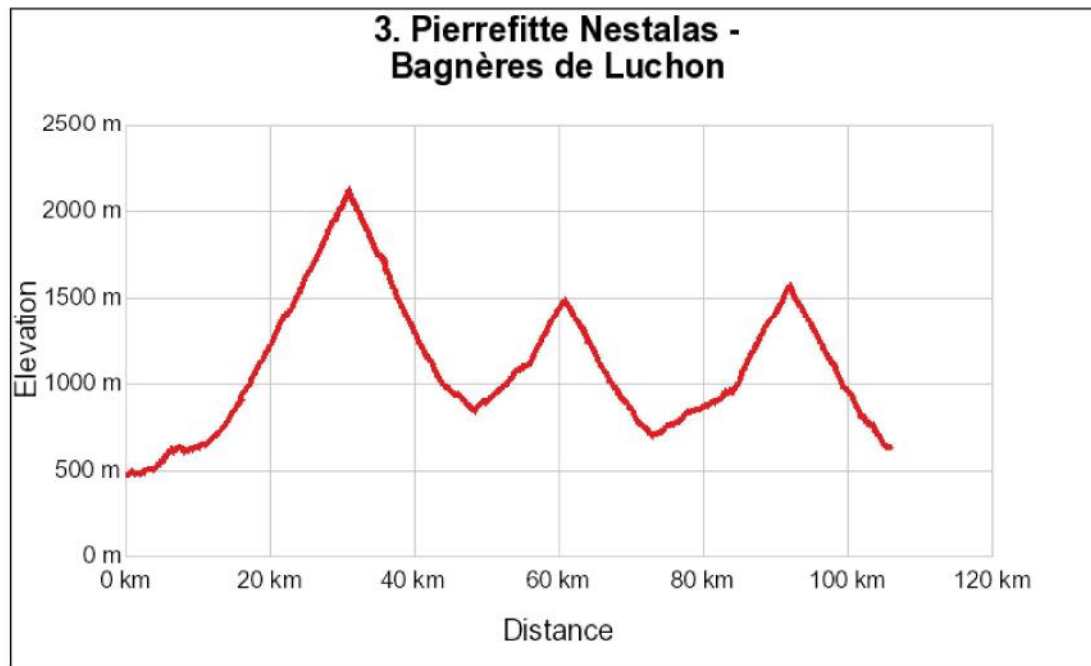 3. Pierrefitte Nestalas -
Bagnères de Luchon
2500 m
2000 m
1500 m
1000 m
500 m
0 m
Elevation
0 km 20 km 40 km 60 km 80 km 100 km 120 km
Distance